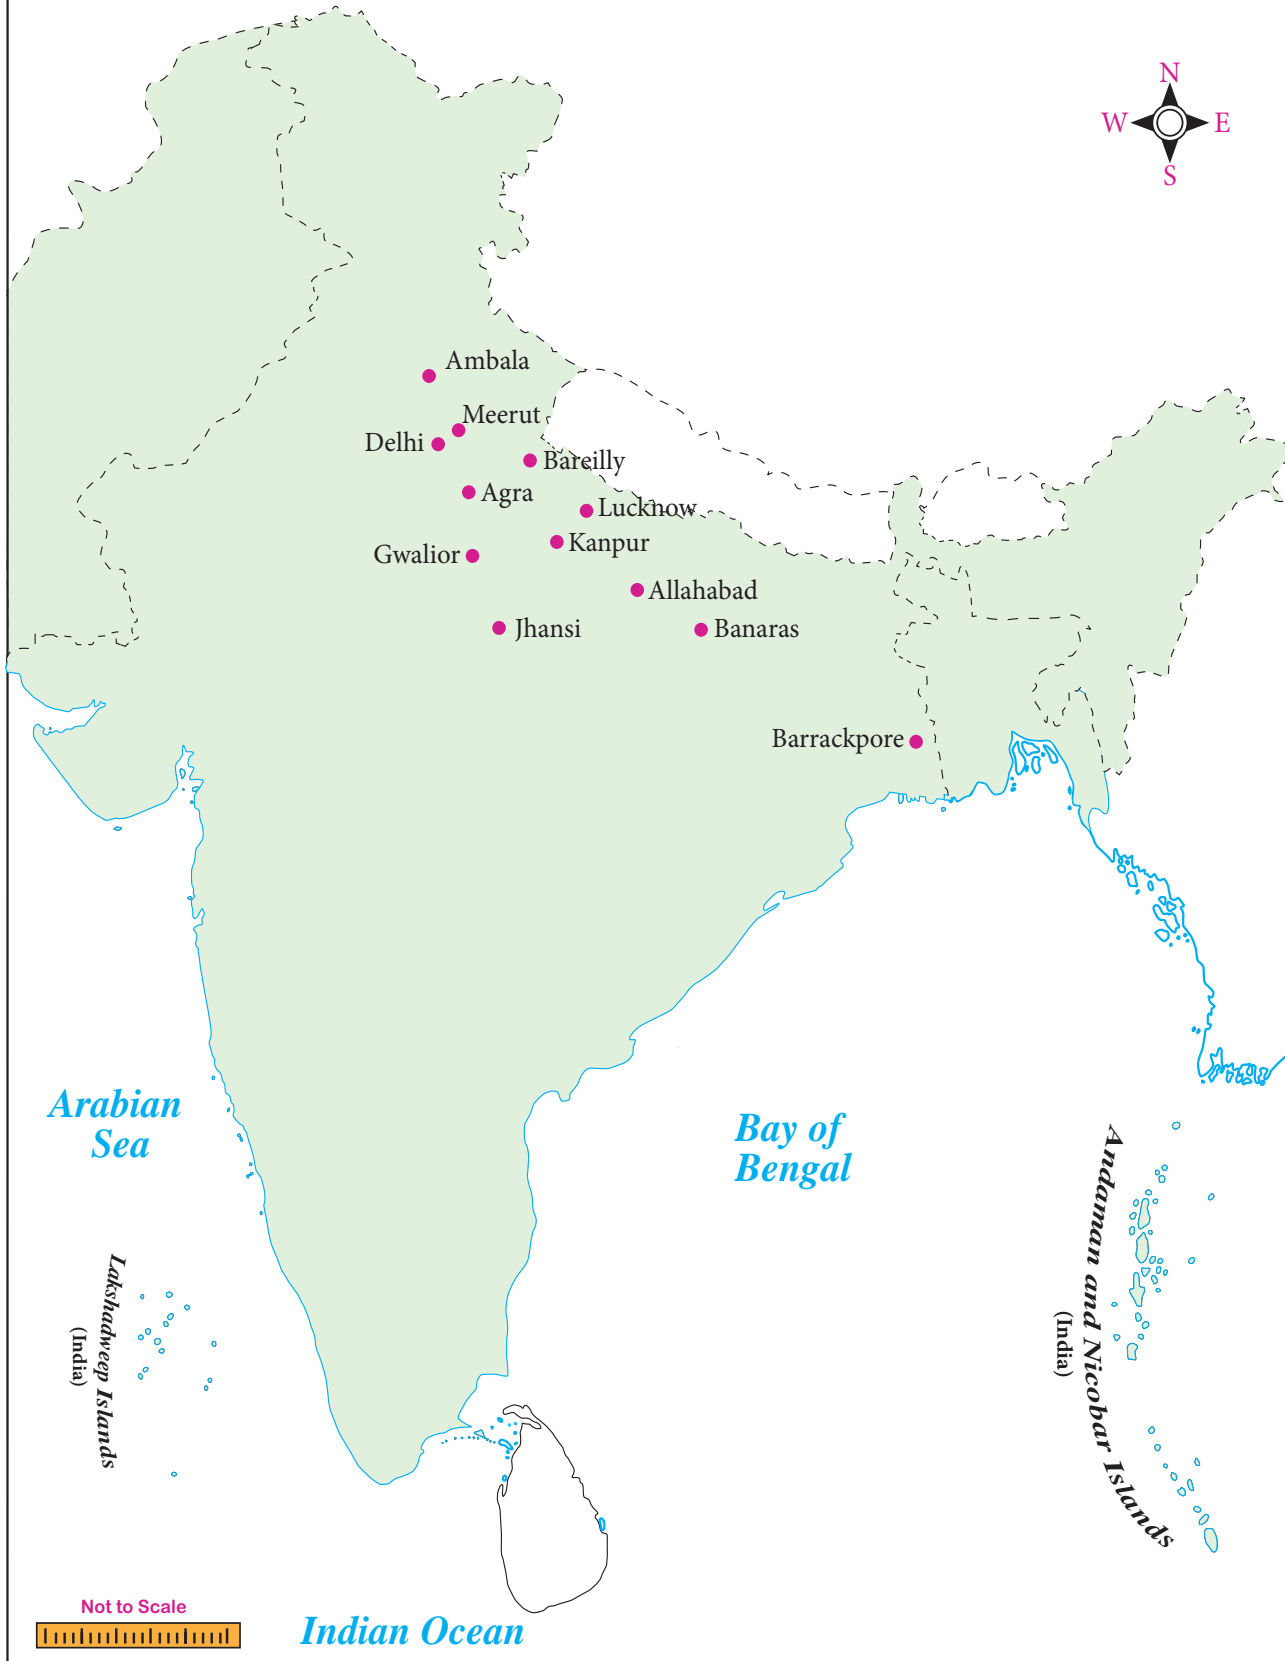 N
W
E
S
Ambala
Meerut
Delhi
Bareilly
Agra
Lucknow
Kanpur
Gwalior
Allahabad
Jhansi
Banaras
Barrackpore
Arabian
Sea
Bay of
Bengal
Andaman and Nicobar Islands
(India)
Lakshadweep Islands
(India)
Not to Scale
Indian Ocean